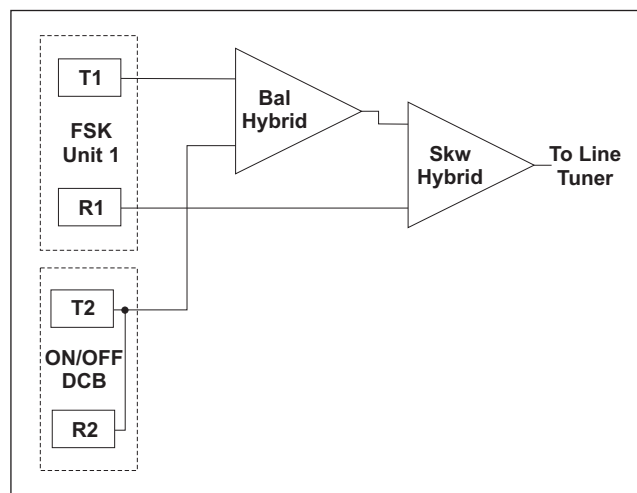 T1
FSK
Unit 1
R1
T2
ON/OFF
DCB
R2
Bal
Hybrid
Skw
Hybrid
To Line
Tuner